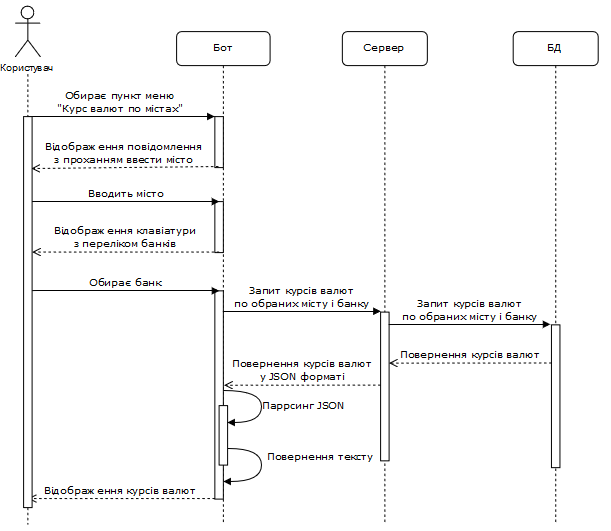 Бот
Сервер
БД
Користувач
Обирає пункт меню
"Курс валют по містах"
Відображення повідомлення
з проханням ввести місто
Вводить місто
Відображення клавіатури
з переліком банків
Обирає банк
Запит курсів валют
по обраних місту і банку
Запит курсів валют
по обраних місту і банку
Повернення курсів валют
Повернення курсів валют
у JSON форматі
Паррсинг JSON
Повернення тексту
Відображення курсів валют